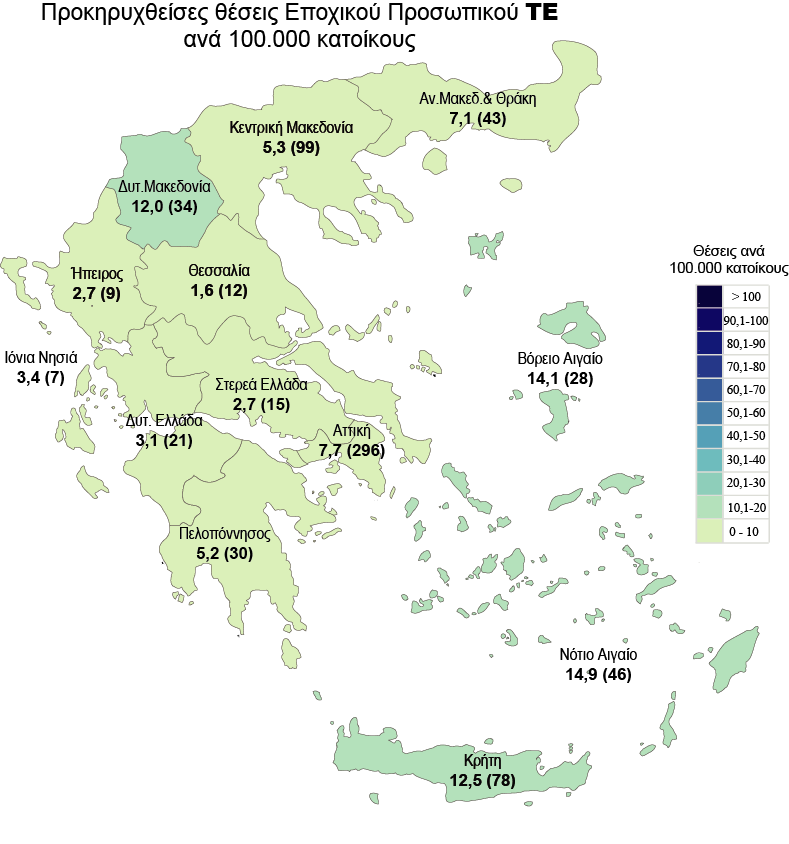 Προκηρυχθείσες θέσεις Εποχικού Προσωπικού ΤΕ
ανά 100.000 κατοίκους
Αν.Μακεδ.& Θράκη
7,1 (43)
Κεντρική Μακεδονία
5,3 (99)
Δυτ.Μακεδονία
12,0 (34)
Ήπειρος
2,7 (9)
Θεσσαλία
1,6 (12)
Ιόνια Νησιά
3,4 (7)
Στερεά Ελλάδα
2,7 (15)
Δυτ. Ελλάδα
3,1 (21)
Αττική
7,7 (296)
Βόρειο Αιγαίο
14,1 (28)
Πελοπόννησος
5,2 (30)
Νότιο Αιγαίο
14,9 (46)
Κρήτη
12,5 (78)
Θέσεις ανά
100.000 κατοίκους
> 100
90,1-100
80,1-90
70,1-80
60,1-70
50,1-60
40,1-50
30,1-40
20,1-30
10,1-20
0 - 10